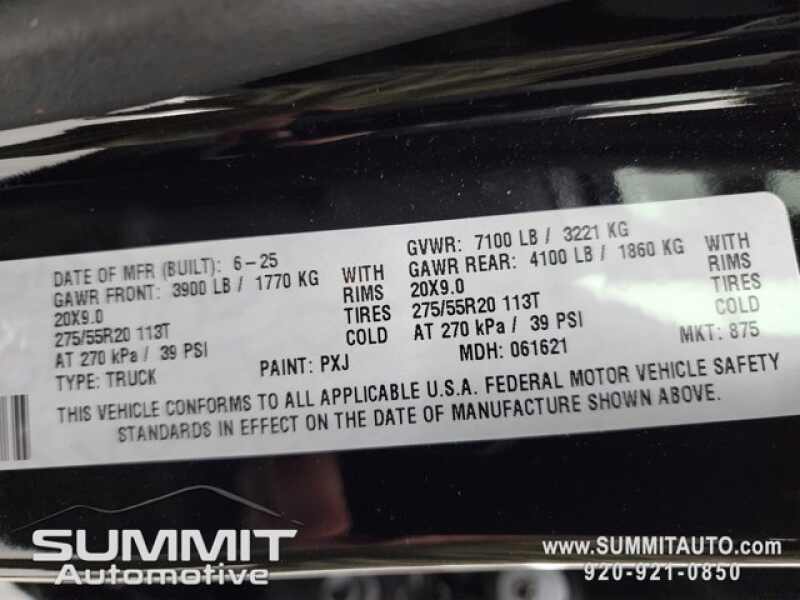 DATE OF MFR (BUILT): 6-25 GVWR: 7100 LB / 3221 KG
GAWR FRONT: 3900 LB / 1770 KG WITH GAWR REAR: 4100 LB / 1860 KG WITH
20X9.0 RIMS 20X9.0 RIMS
275/55R20 113T TIRES 275/55R20 113T TIRES
AT 270 kPa / 39 PSI COLD AT 270 kPa / 39 PSI COLD
TYPE: TRUCK PAINT: PXJ MDH: 061621 MKT: 875
THIS VEHICLE CONFORMS TO ALL APPLICABLE U.S.A. FEDERAL MOTOR VEHICLE SAFETY
STANDARDS IN EFFECT ON THE DATE OF MANUFACTURE SHOWN ABOVE.
SUMMIT
Automotive
www.SUMMITAUTO.com
920-921-0850